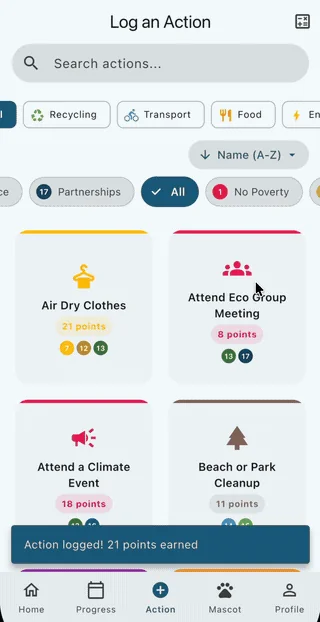 Log an Action
Search actions...
Recycling
Transport
Food
En
Name (A-Z)
ce
17 Partnerships
All
1 No Poverty
Air Dry Clothes
21 points
7 12 13
Attend Eco Group
Meeting
8 points
13 17
Attend a Climate
Event
18 points
Beach or Park
Cleanup
11 points
Action logged! 21 points earned
Home
Progress
Action
Mascot
Profile